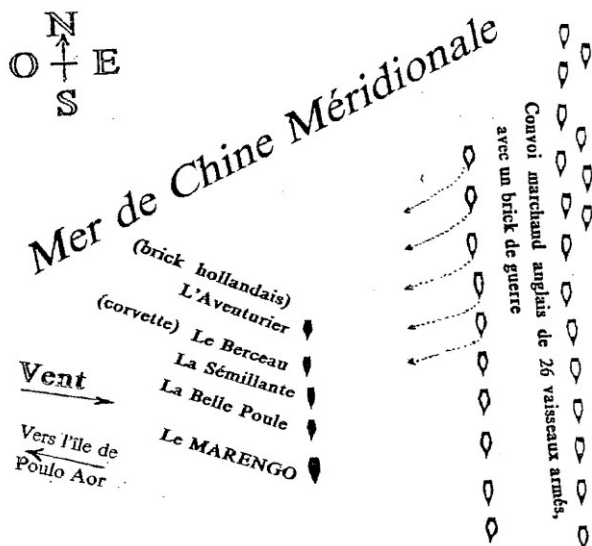 N
O E
S
Mer de Chine Méridionale
Convoi marchand anglais de 26 vaisseaux armés,
avec un brick de guerre
(brick hollandais)
L'Aventurier
(corvette) Le Berceau
La Sémillante
La Belle Poule
Le MARENGO
Vent
Vers l'île de
Poulo Aor